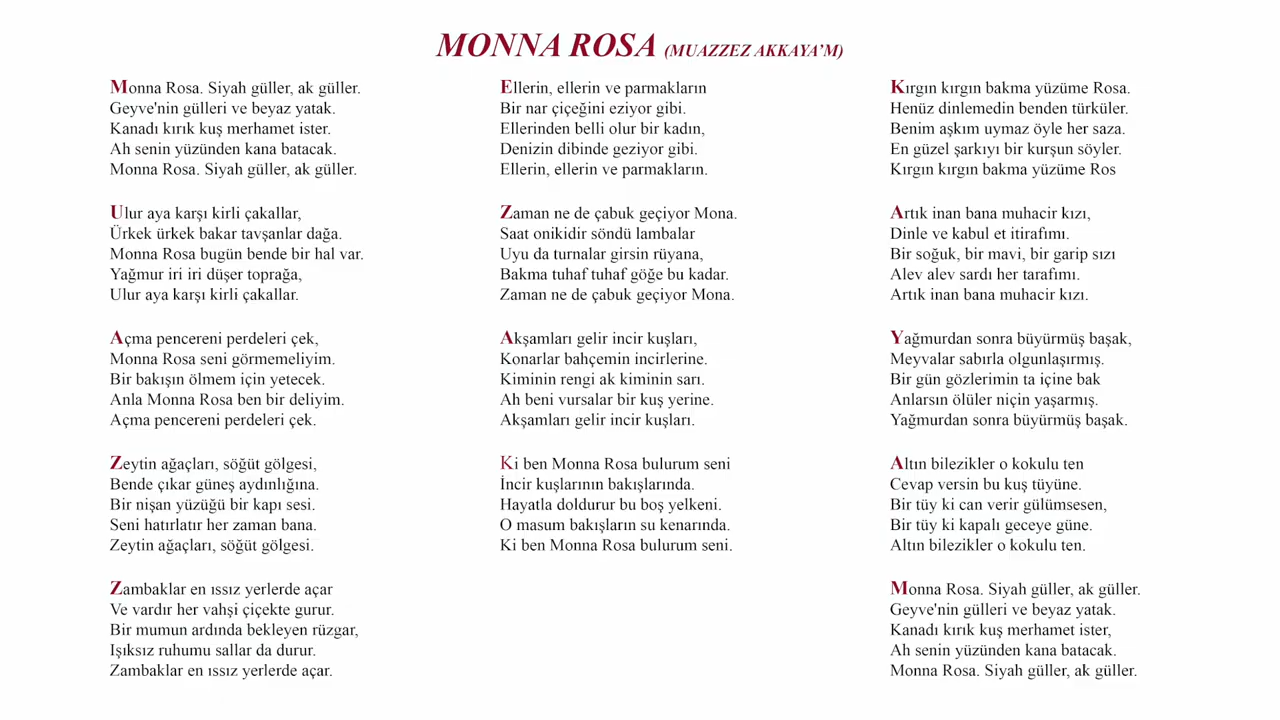 MONNA ROSA (MUAZZEZ AKKAYA'M)
Monna Rosa. Siyah güller, ak güller.
Geyve'nin gülleri ve beyaz yatak.
Kanadı kırık kuş merhamet ister.
Ah senin yüzünden kana batacak.
Monna Rosa. Siyah güller, ak güller.
Ulur aya karşı kirli çakallar,
Ürkek ürkek bakar tavşanlar dağa.
Monna Rosa bugün bende bir hal var.
Yağmur iri iri düşer toprağa,
Ulur aya karşı kirli çakallar.
Açma pencereni perdeleri çek,
Monna Rosa seni görmemeliyim.
Bir bakışın ölmem için yetecek.
Anla Monna Rosa ben bir deliyim.
Açma pencereni perdeleri çek.
Zeytin ağaçları, söğüt gölgesi,
Bende çıkar güneş aydınlığına.
Bir nişan yüzüğü bir kapı sesi.
Seni hatırlatır her zaman bana.
Zeytin ağaçları, söğüt gölgesi.
Zambaklar en ıssız yerlerde açar
Ve vardır her vahşi çiçekte gurur.
Bir mumun ardında bekleyen rüzgar,
Işıksız ruhumu sallar da durur.
Zambaklar en ıssız yerlerde açar.
Ellerin, ellerin ve parmakların
Bir nar çiçeğini eziyor gibi.
Ellerinden belli olur bir kadın,
Denizin dibinde geziyor gibi.
Ellerin, ellerin ve parmakların.
Zaman ne de çabuk geçiyor Mona.
Saat onikidir söndü lambalar
Uyu da turnalar girsin rüyana,
Bakma tuhaf tuhaf göğe bu kadar.
Zaman ne de çabuk geçiyor Mona.
Akşamları gelir incir kuşları,
Konarlar bahçemin incirlerine.
Kiminin rengi ak kiminin sarı.
Ah beni vursalar bir kuş yerine.
Akşamları gelir incir kuşları.
Ki ben Monna Rosa bulurum seni
İncir kuşlarının bakışlarında.
Hayatla doldurur bu boş yelkeni.
O masum bakışların su kenarında.
Ki ben Monna Rosa bulurum seni.
Kırgın kırgın bakma yüzüme Rosa.
Henüz dinlemedin benden türküler.
Benim aşkım uymaz öyle her saza.
En güzel şarkıyı bir kurşun söyler.
Kırgın kırgın bakma yüzüme Ros
Artık inan bana muhacir kızı,
Dinle ve kabul et itirafımı.
Bir soğuk, bir mavi, bir garip sızı
Alev alev sardı her tarafımı.
Artık inan bana muhacir kızı.
Yağmurdan sonra büyürmüş başak,
Meyvalar sabırla olgunlaşırmış.
Bir gün gözlerimin ta içine bak
Anlarsın ölüler niçin yaşarmış.
Yağmurdan sonra büyürmüş başak.
Altın bilezikler o kokulu ten
Cevap versin bu kuş tüyüne.
Bir tüy ki can verir gülümsesen,
Bir tüy ki kapalı geceye güne.
Altın bilezikler o kokulu ten.
Monna Rosa. Siyah güller, ak güller.
Geyve'nin gülleri ve beyaz yatak.
Kanadı kırık kuş merhamet ister,
Ah senin yüzünden kana batacak.
Monna Rosa. Siyah güller, ak güller.